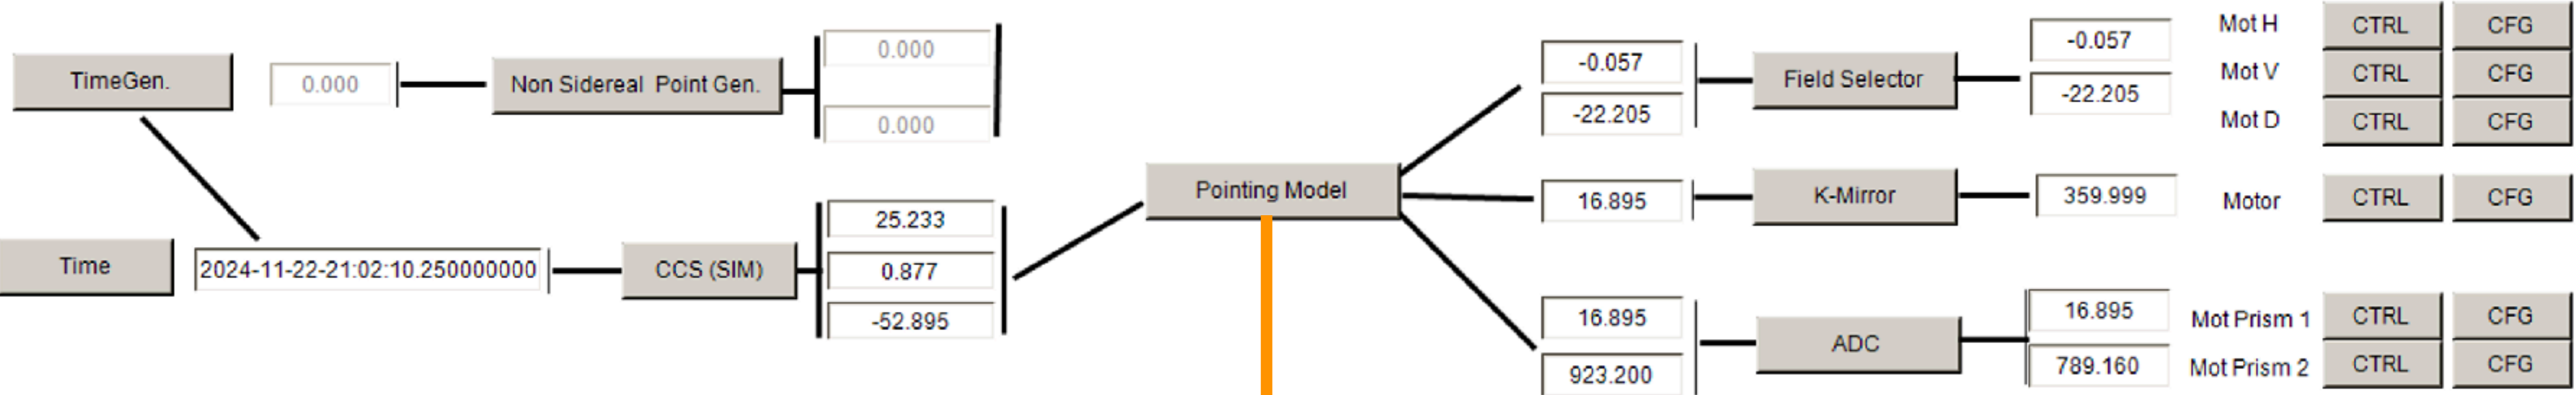 TimeGen.
0.000
Non Sidereal Point Gen.
0.000
0.000
Time
2024-11-22-21:02:10.250000000
CCS (SIM)
25.233
0.877
-52.895
Pointing Model
-0.057
-22.205
Field Selector
-0.057
-22.205
Mot H
CTRL
CFG
Mot V
CTRL
CFG
Mot D
CTRL
CFG
16.895
K-Mirror
359.999
Motor
CTRL
CFG
16.895
923.200
ADC
16.895
789.160
Mot Prism 1
CTRL
CFG
Mot Prism 2
CTRL
CFG